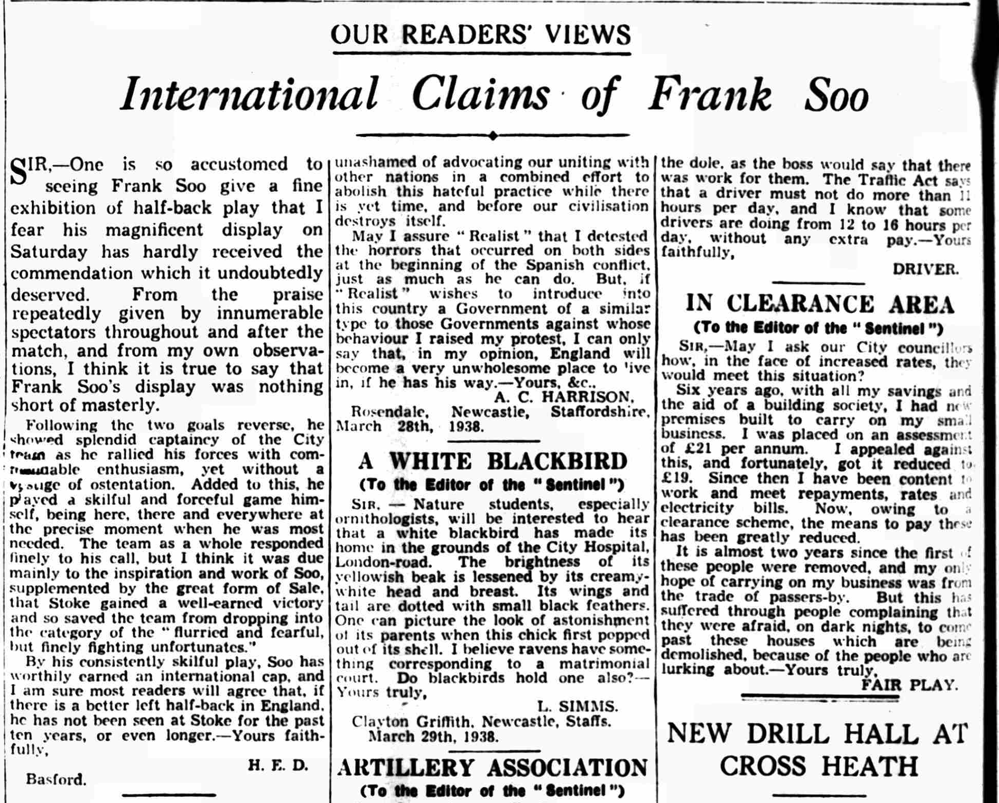 OUR READERS' VIEWS
International Claims of Frank Soo
SIR,—One is so accustomed to
seeing Frank Soo give a fine
exhibition of half-back play that I
fear his magnificent display on
Saturday has hardly received the
commendation which it undoubtedly
deserved. From the praise
repeatedly given by innumerable
spectators throughout and after the
match, and from my own observa-
tions, I think it is true to say that
Frank Soo's display was nothing
short of masterly.
Following the two goals reverse, he
showed splendid captaincy of the City
team as he rallied his forces with com-
enthusiasm, yet without a
of ostentation. Added to this, he
played a skilful and forceful game him-
self, being here, there and everywhere at
the precise moment when he was most
needed. The team as a whole responded
finely to his call, but I think it was due
mainly to the inspiration and work of Soo,
supplemented by the great form of Sale,
that Stoke gained a well-earned victory
and so saved the team from dropping into
the category of the "flurried and fearful,
but finely fighting unfortunates."
By his consistently skilful play, Soo has
worthily earned an international cap, and
I am sure most readers will agree that, if
there is a better left half-back in England,
he has not been seen at Stoke for the past
ten years, or even longer.—Yours faith-
fully,
H. E. D.
Basford.
unashamed of advocating our uniting with
other nations in a combined effort to
abolish this hateful practice while there
is yet time, and before our civilisation
destroys itself.
May I assure "Realist" that I detested
the horrors that occurred on both sides
at the beginning of the Spanish conflict,
just as much as he can do. But, if
"Realist" wishes to introduce into
this country a Government of a similar
type to those Governments against whose
behaviour I raised my protest, I can only
say that, in my opinion, England will
become a very unwholesome place to live
in, if he has his way.—Yours, &c.,
A. C. HARRISON.
Rosendale, Newcastle, Staffordshire,
March 28th, 1938.
A WHITE BLACKBIRD
(To the Editor of the "Sentinel")
SIR, — Nature students, especially
ornithologists, will be interested to hear
that a white blackbird has made its
home in the grounds of the City Hospital,
London-road. The brightness of its
yellowish beak is lessened by its creamy-
white head and breast. Its wings and
tail are dotted with small black feathers.
One can picture the look of astonishment
of its parents when this chick first popped
out of its shell. I believe ravens have some-
thing corresponding to a matrimonial
court. Do blackbirds hold one also?—
Yours truly,
L. SIMMS.
Clayton Griffith, Newcastle, Staffs.
March 29th, 1938.
ARTILLERY ASSOCIATION
(To the Editor of the "Sentinel")
the dole, as the boss would say that there
was work for them. The Traffic Act says
that a driver must not do more than 11
hours per day, and I know that some
drivers are doing from 12 to 16 hours per
day, without any extra pay.—Yours
faithfully,
DRIVER.
IN CLEARANCE AREA
(To the Editor of the "Sentinel")
SIR,—May I ask our City councillors
how, in the face of increased rates, they
would meet this situation?
Six years ago, with all my savings and
the aid of a building society, I had new
premises built to carry on my small
business. I was placed on an assessment
of £21 per annum. I appealed against
this, and fortunately, got it reduced to
£19. Since then I have been content to
work and meet repayments, rates and
electricity bills. Now, owing to a
clearance scheme, the means to pay these
has been greatly reduced.
It is almost two years since the first of
these people were removed, and my only
hope of carrying on my business was from
the trade of passers-by. But this has
suffered through people complaining that
they were afraid, on dark nights, to come
past these houses which are being
demolished, because of the people who are
lurking about.—Yours truly,
FAIR PLAY.
NEW DRILL HALL AT
CROSS HEATH